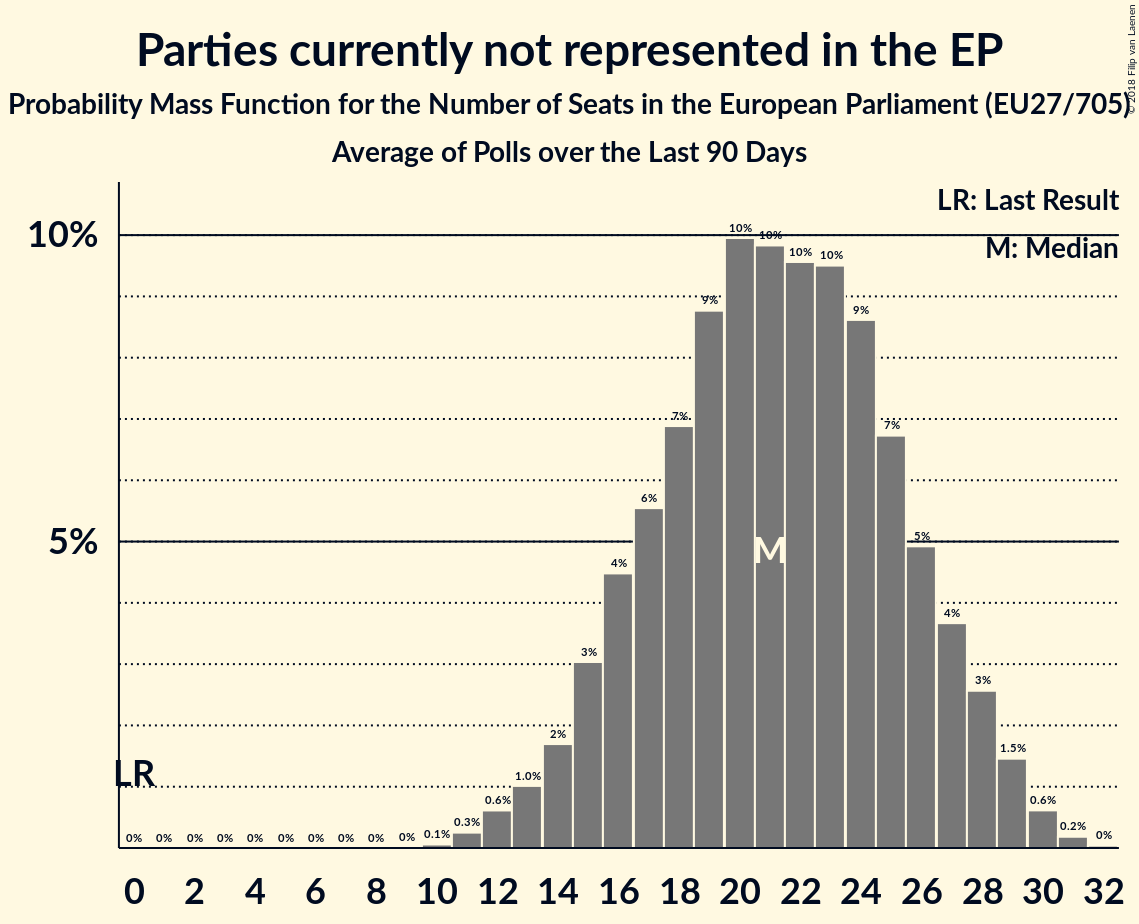 Parties currently not represented in the EP
Probability Mass Function for the Number of Seats in the European Parliament (EU27/705)
Average of Polls over the Last 90 Days
© 2018 Filip van Laenen
LR: Last Result
M: Median
10%
5%
10% 10% 10% 10%
9% 9%
7% 7%
6%
5%
4% 4%
3% 3%
2%
1.0% 1.5%
0.6% 0.6%
0% 0% 0% 0% 0% 0% 0% 0% 0% 0% 0.1% 0.3% 0.2% 0%
M
LR
0 2 4 6 8 10 12 14 16 18 20 22 24 26 28 30 32